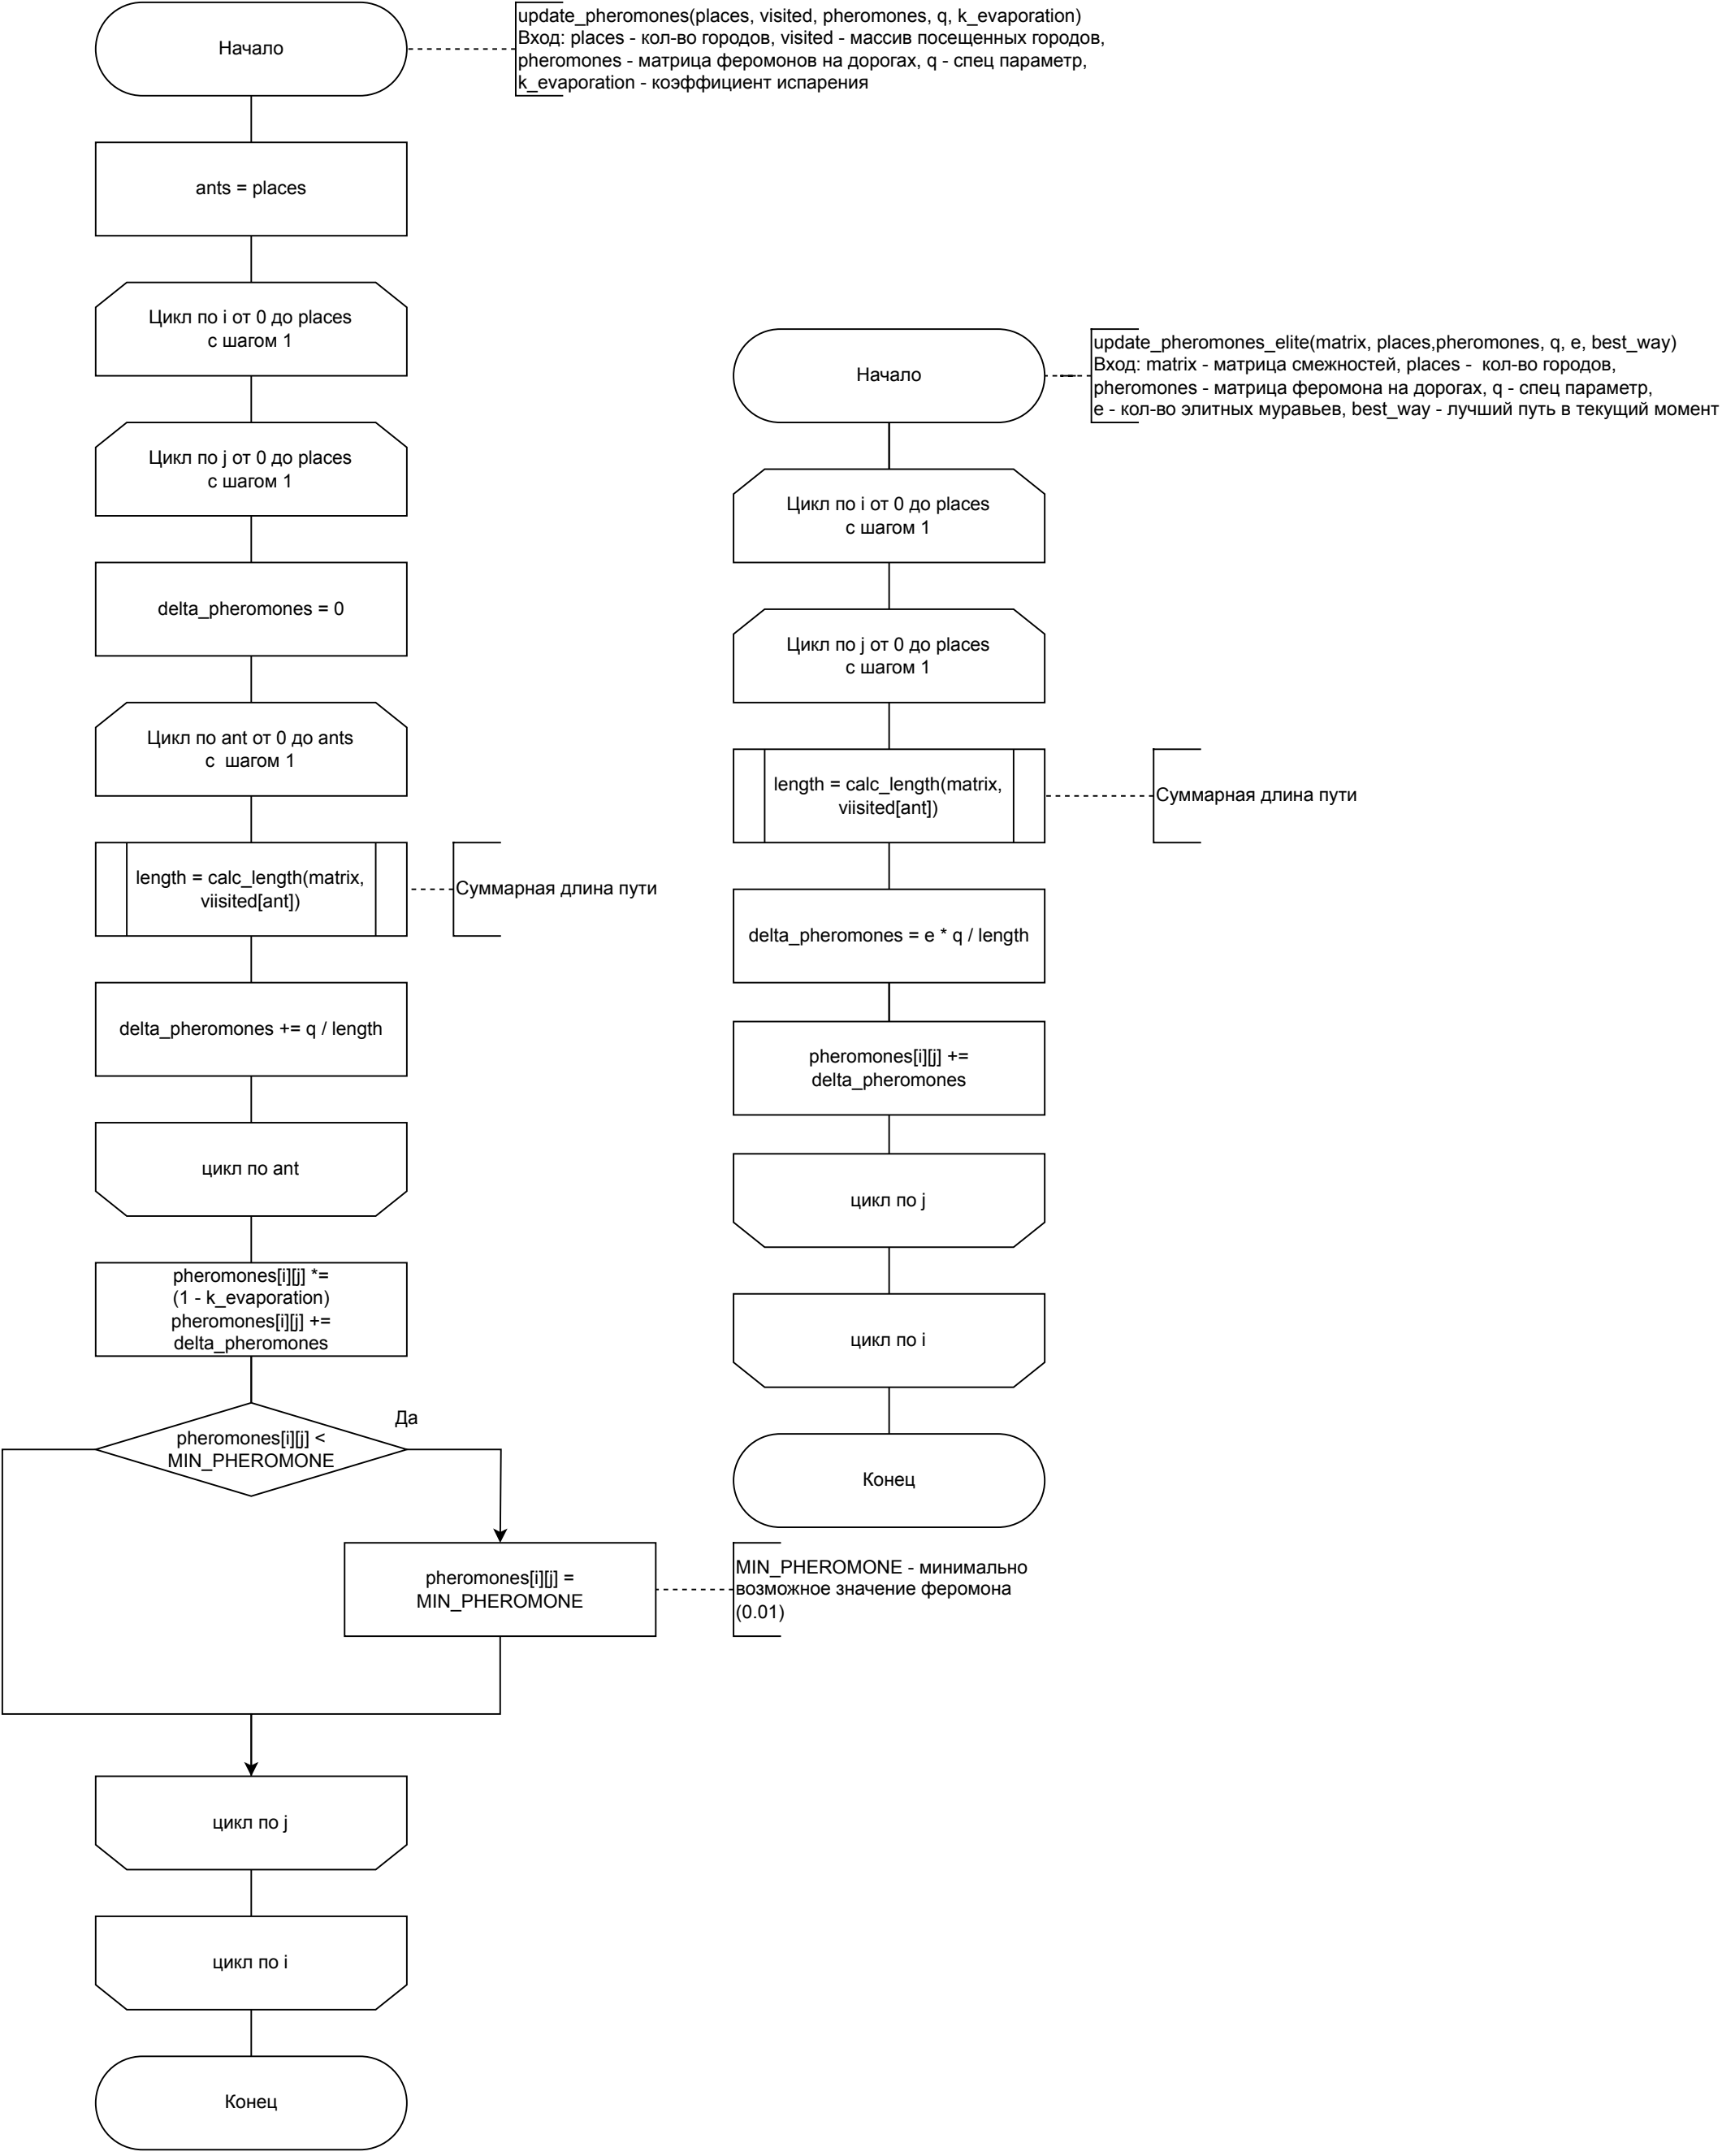 Начало
update_pheromones(places, visited, pheromones, q, k_evaporation)
Вход: places - кол-во городов, visited - массив посещенных городов,
pheromones - матрица феромонов на дорогах, q - спец параметр,
k_evaporation - коэффициент испарения
ants = places
Цикл по i от 0 до places
с шагом 1
Цикл по j от 0 до places
с шагом 1
delta_pheromones = 0
Цикл по ant от 0 до ants
с  шагом 1
length = calc_length(matrix,
viisited[ant])
Суммарная длина пути
delta_pheromones += q / length
цикл по ant
pheromones[i][j] *=
(1 - k_evaporation)
pheromones[i][j] +=
delta_pheromones
pheromones[i][j] <
MIN_PHEROMONE
Да
pheromones[i][j] =
MIN_PHEROMONE
MIN_PHEROMONE - минимально
возможное значение феромона
(0.01)
цикл по j
цикл по i
Конец
Начало
update_pheromones_elite(matrix, places,pheromones, q, e, best_way)
Вход: matrix - матрица смежностей, places -  кол-во городов,
pheromones - матрица феромона на дорогах, q - спец параметр,
e - кол-во элитных муравьев, best_way - лучший путь в текущий момент
Цикл по i от 0 до places
с шагом 1
Цикл по j от 0 до places
с шагом 1
length = calc_length(matrix,
viisited[ant])
Суммарная длина пути
delta_pheromones = e * q / length
pheromones[i][j] +=
delta_pheromones
цикл по j
цикл по i
Конец